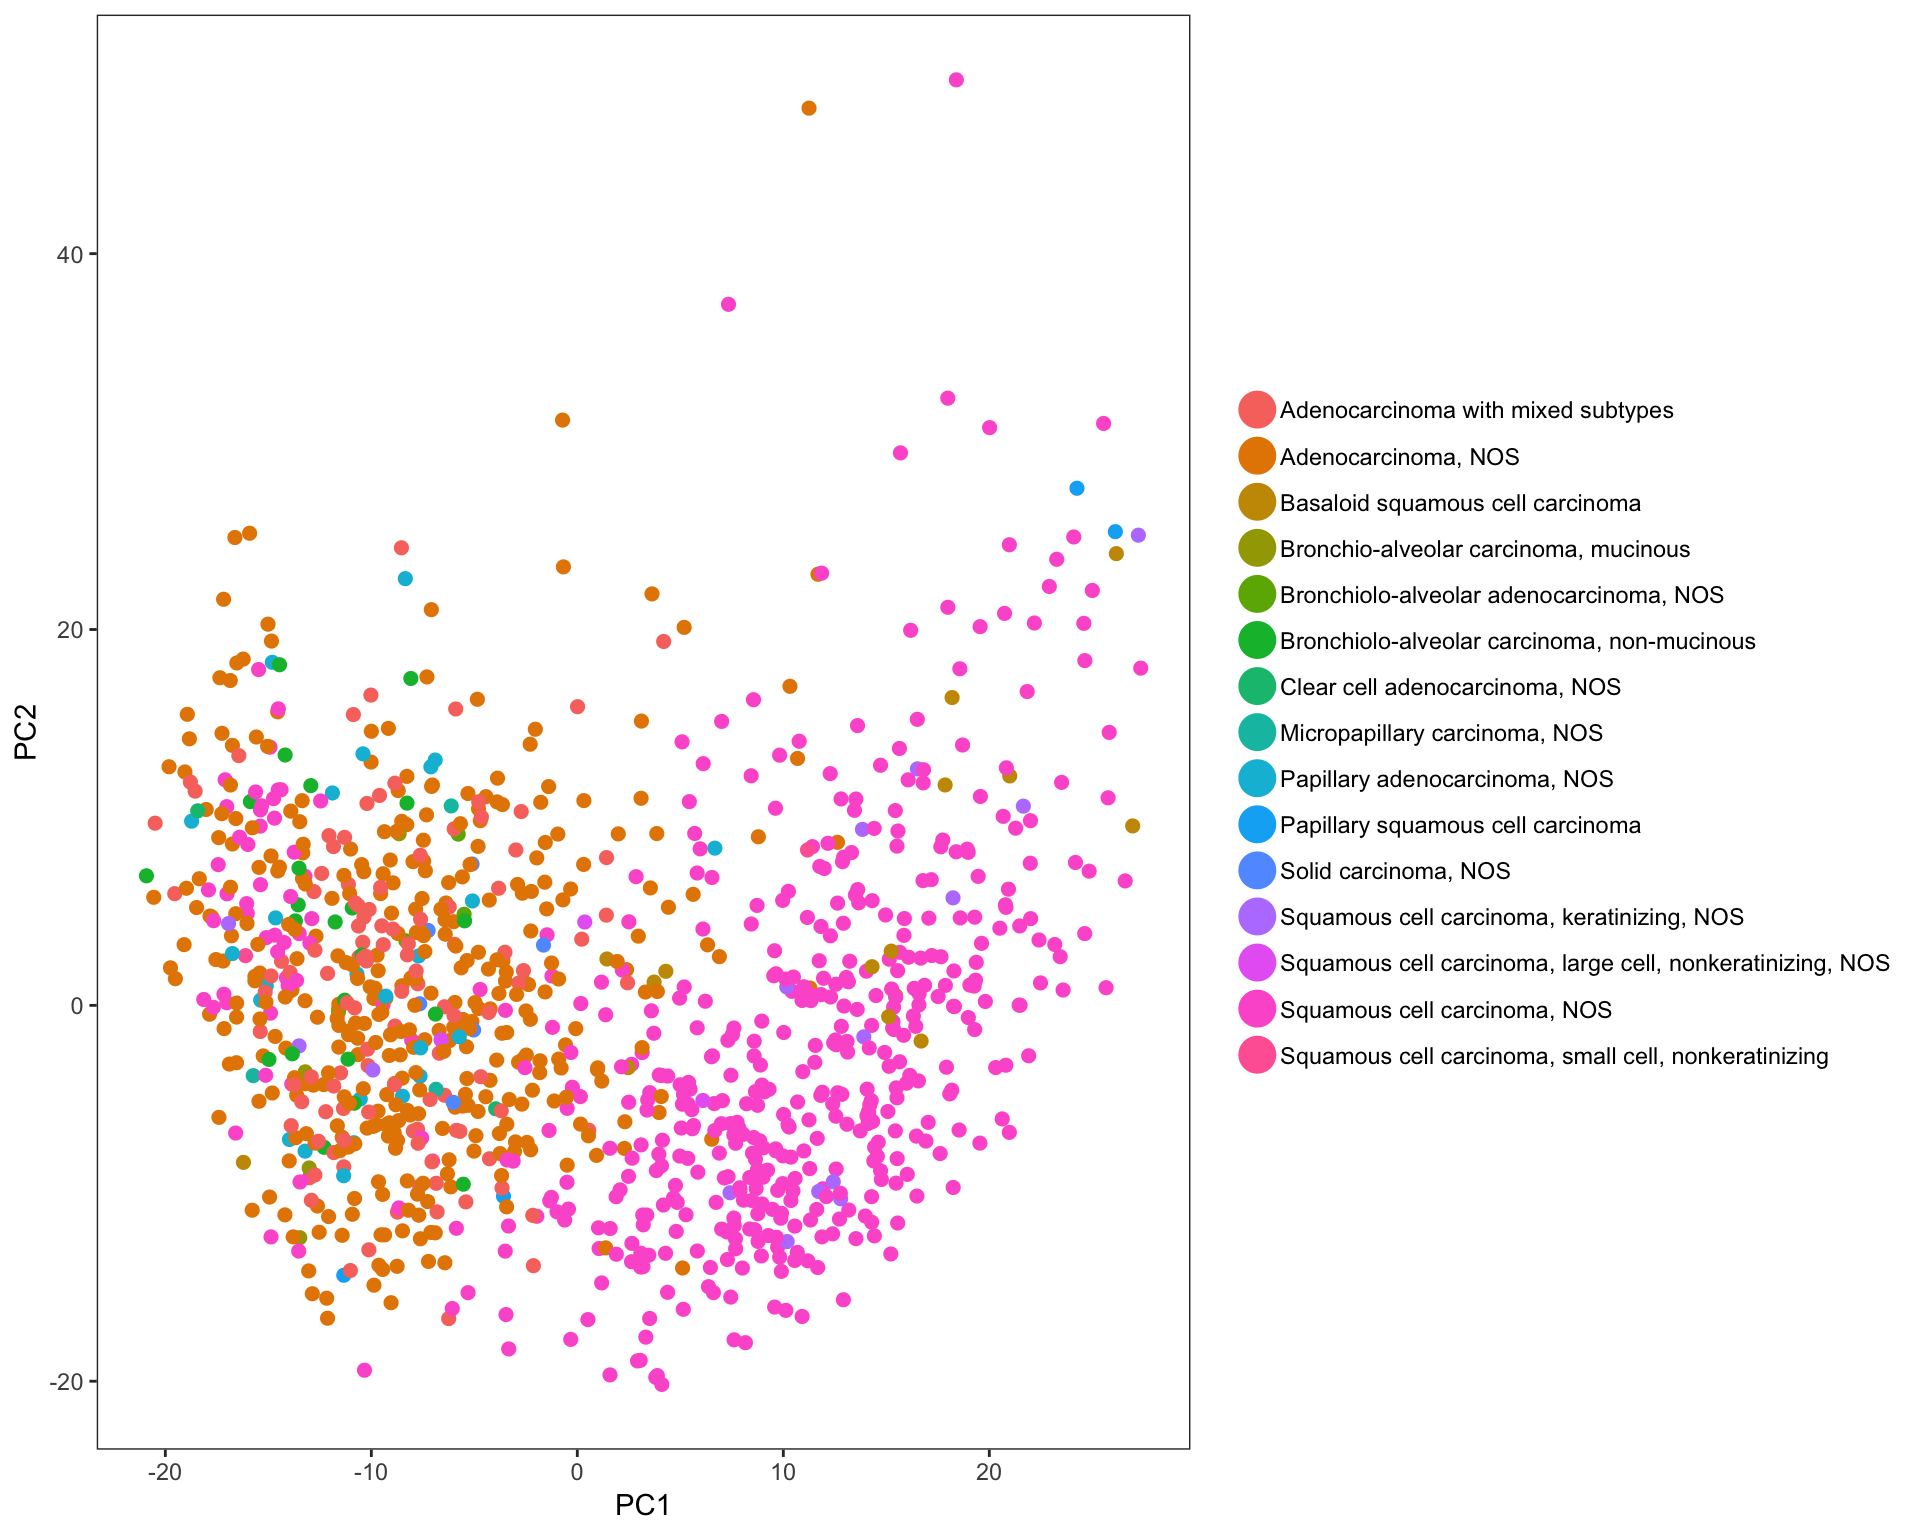 40
20
0
-20
PC2
-20
-10
0
10
20
PC1
Adenocarcinoma with mixed subtypes
Adenocarcinoma, NOS
Basaloid squamous cell carcinoma
Bronchio-alveolar carcinoma, mucinous
Bronchiolo-alveolar adenocarcinoma, NOS
Bronchiolo-alveolar carcinoma, non-mucinous
Clear cell adenocarcinoma, NOS
Micropapillary carcinoma, NOS
Papillary adenocarcinoma, NOS
Papillary squamous cell carcinoma
Solid carcinoma, NOS
Squamous cell carcinoma, keratinizing, NOS
Squamous cell carcinoma, large cell, nonkeratinizing, NOS
Squamous cell carcinoma, NOS
Squamous cell carcinoma, small cell, nonkeratinizing